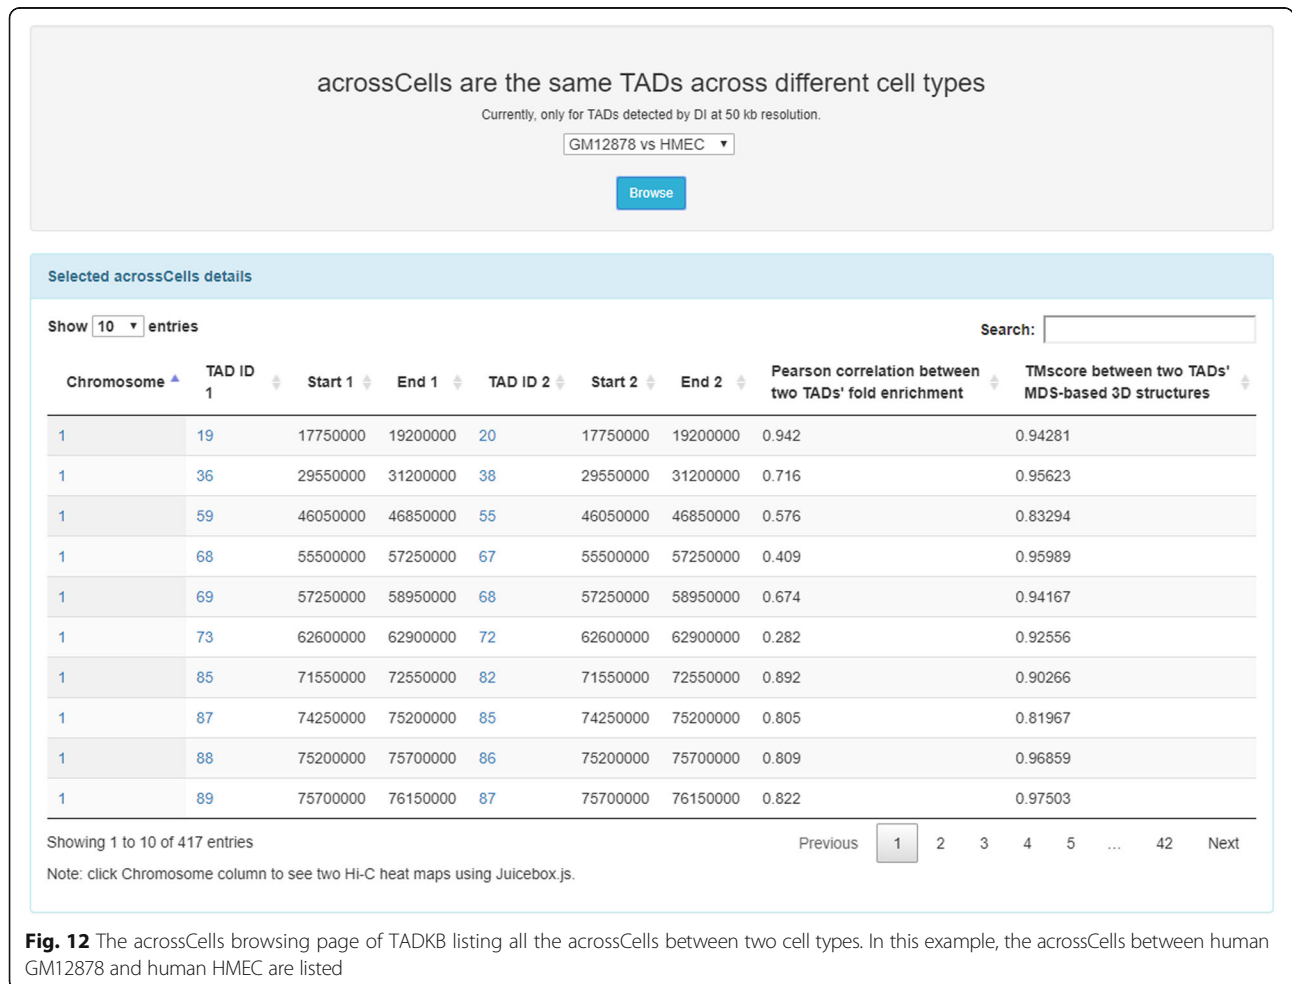 acrossCells are the same TADs across different cell types
Currently, only for TADs detected by DI at 50 kb resolution.
GM12878 vs HMEC
Browse
Selected acrossCells details
Show 10 entries
Search:
Chromosome TAD ID 1 Start 1 End 1 TAD ID 2 Start 2 End 2 Pearson correlation between two TADs' fold enrichment TMscore between two TADs' MDS-based 3D structures
1 19 17750000 19200000 20 17750000 19200000 0.942 0.94281
1 36 29550000 31200000 38 29550000 31200000 0.716 0.95623
1 59 46050000 46850000 55 46050000 46850000 0.576 0.83294
1 68 55500000 57250000 67 55500000 57250000 0.409 0.95989
1 69 57250000 58950000 68 57250000 58950000 0.674 0.94167
1 73 62600000 62900000 72 62600000 62900000 0.282 0.92556
1 85 71550000 72550000 82 71550000 72550000 0.892 0.90266
1 87 74250000 75200000 85 74250000 75200000 0.805 0.81967
1 88 75200000 75700000 86 75200000 75700000 0.809 0.96859
1 89 75700000 76150000 87 75700000 76150000 0.822 0.97503
Showing 1 to 10 of 417 entries
Previous 1 2 3 4 5 ... 42 Next
Note: click Chromosome column to see two Hi-C heat maps using Juicebox.js.
Fig. 12 The acrossCells browsing page of TADKB listing all the acrossCells between two cell types. In this example, the acrossCells between human
GM12878 and human HMEC are listed